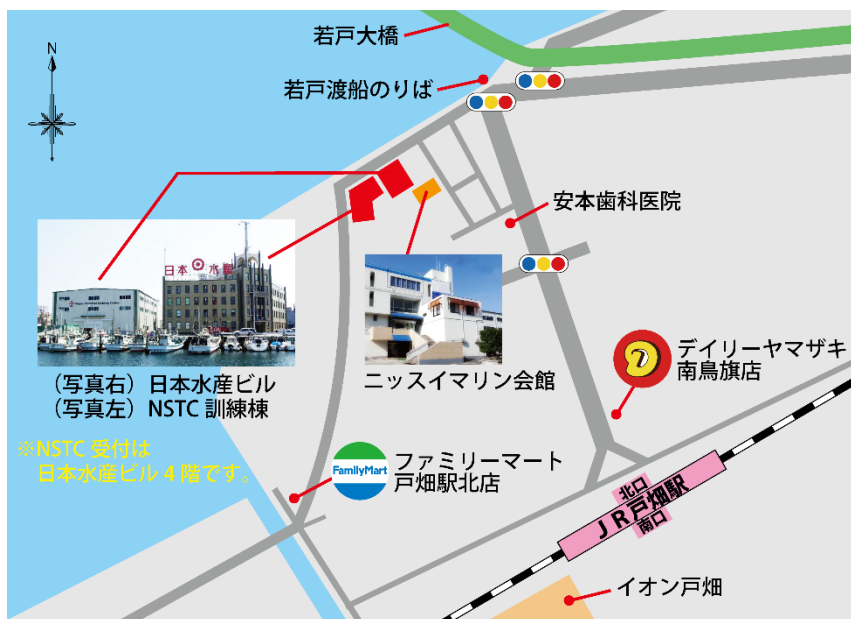 若戸大橋
N
若戸渡船のりば
安本歯科医院
日本水産
（写真右）日本水産ビル
（写真左）NSTC 訓練棟
ニッスイマリン会館
デイリーヤマザキ
南鳥旗店
※NSTC 受付は
日本水産ビル 4 階です。
FamilyMart
ファミリーマート
戸畑駅北店
北口
ＪＲ戸畑駅
南口
イオン戸畑